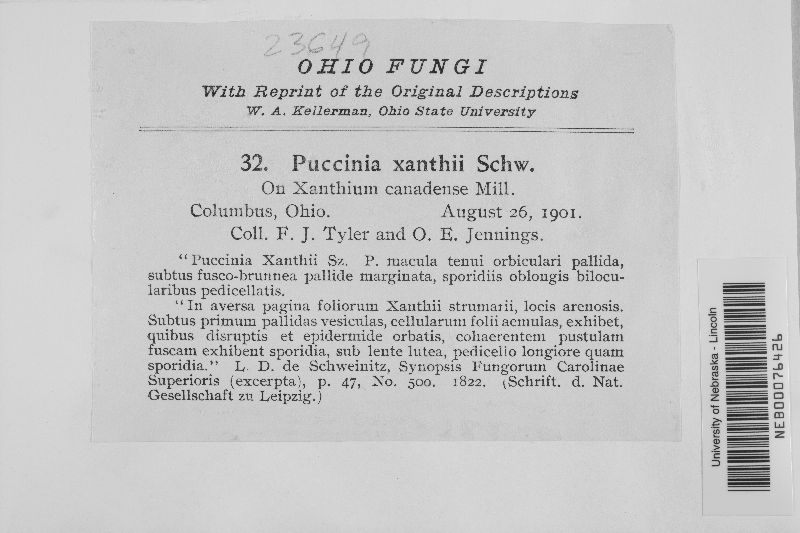 23649
OHIO FUNGI
With Reprint of the Original Descriptions
W. A. Kellerman, Ohio State University
32. Puccinia xanthii Schw.
On Xanthium canadense Mill.
Columbus, Ohio. August 26, 1901.
Coll. F. J. Tyler and O. E. Jennings.
“Puccinia Xanthii Sz. P. macula tenui orbiculari pallida,
subtus fusco-brunnea pallide marginata, sporidiis oblongis bilocu-
laribus pedicellatis.
“In aversa pagina foliorum Xanthii strumarii, locis arenosis.
Subtus primum pallidas vesiculas, cellularum folii aemulas, exhibet,
quibus disruptis et epidermide orbatis, cohaerentem pustulam
fuscam exhibent sporidia, sub lente lutea, pedicello longiore quam
sporidia.” L. D. de Schweinitz, Synopsis Fungorum Carolinae
Superioris (excerpta), p. 47, No. 500. 1822. (Schrift. d. Nat.
Gesellschaft zu Leipzig.)
University of Nebraska - Lincoln
NEB00076426